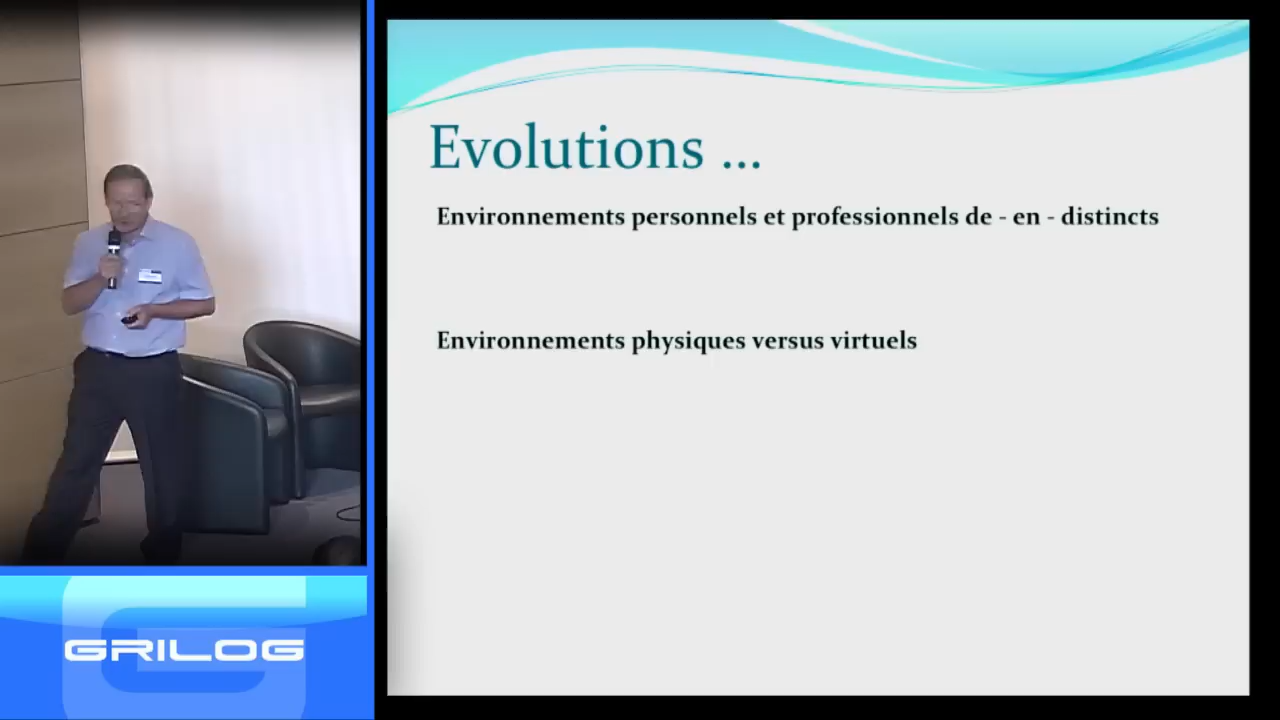 Evolutions ...
Environnements personnels et professionnels de - en - distincts
Environnements physiques versus virtuels
GRILOG